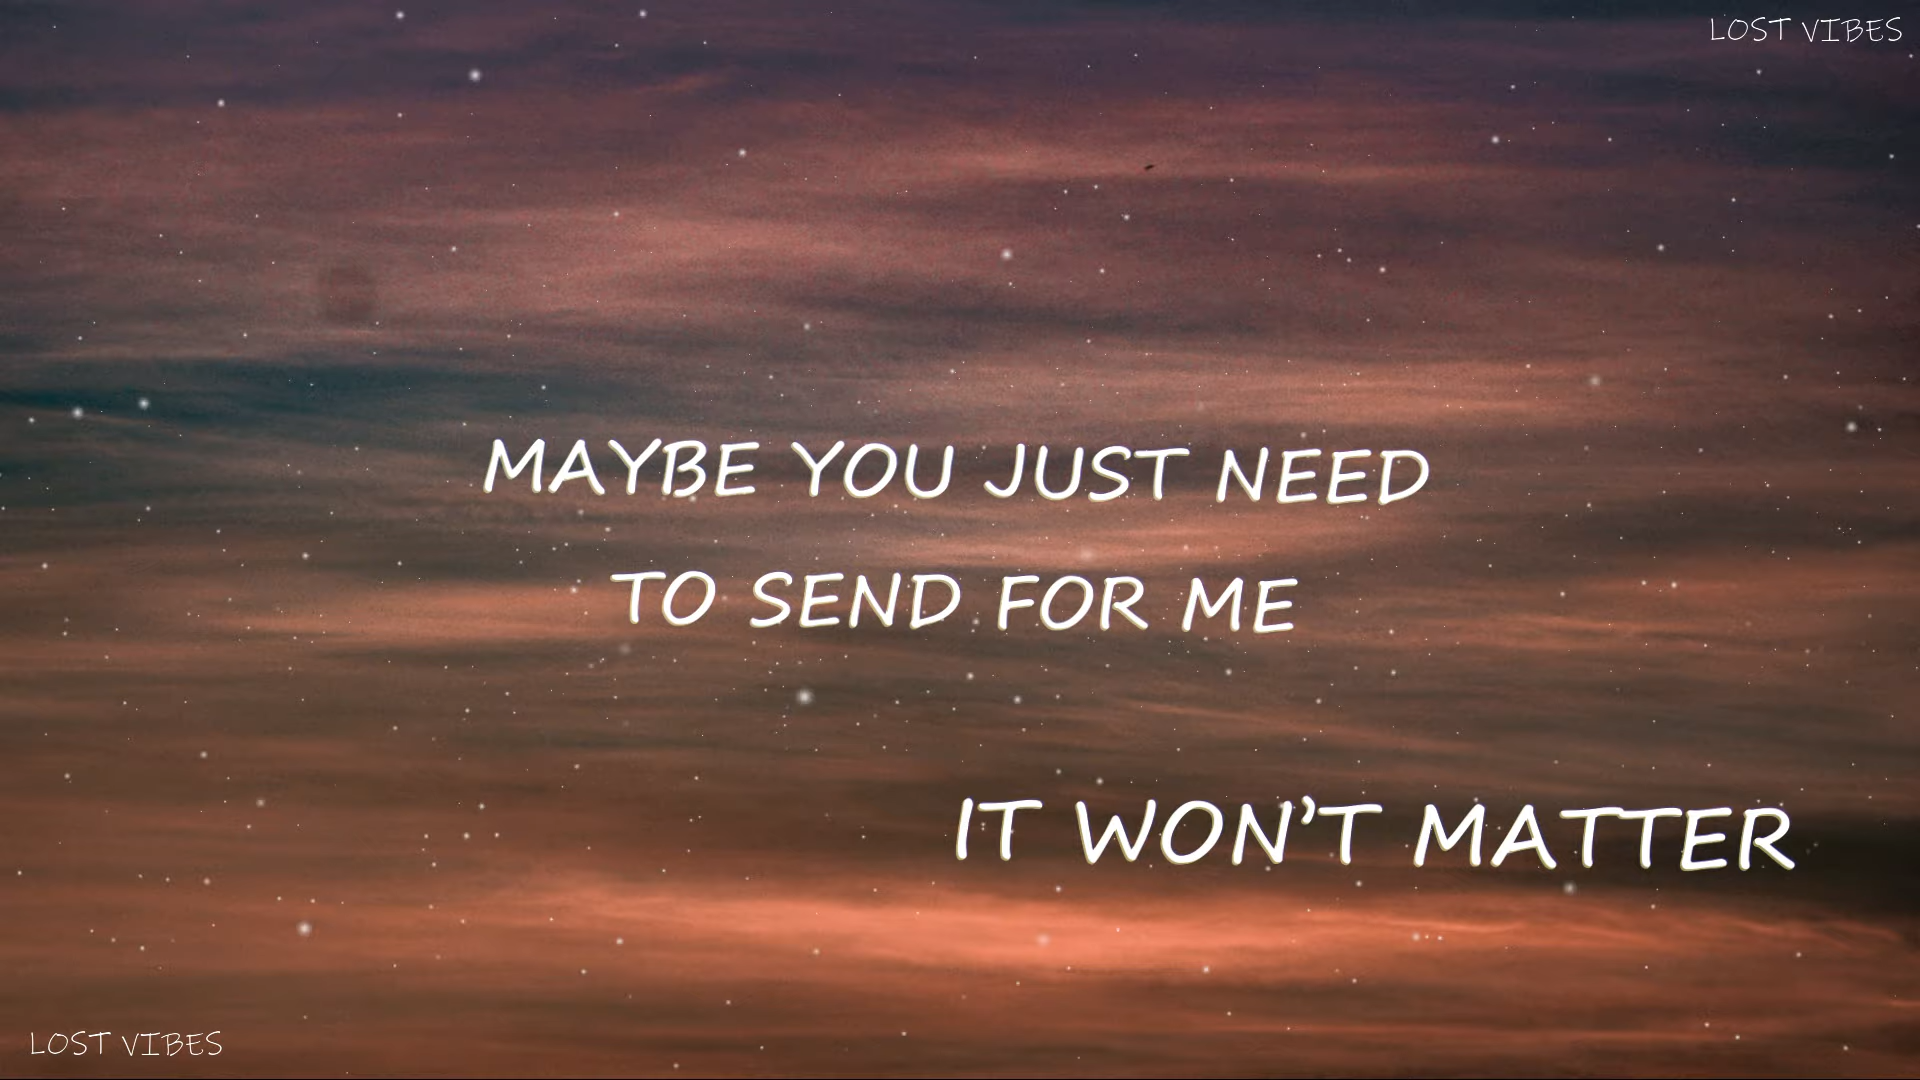 LOST VIBES
MAYBE YOU JUST NEED
TO SEND FOR ME
IT WON'T MATTER
LOST VIBES